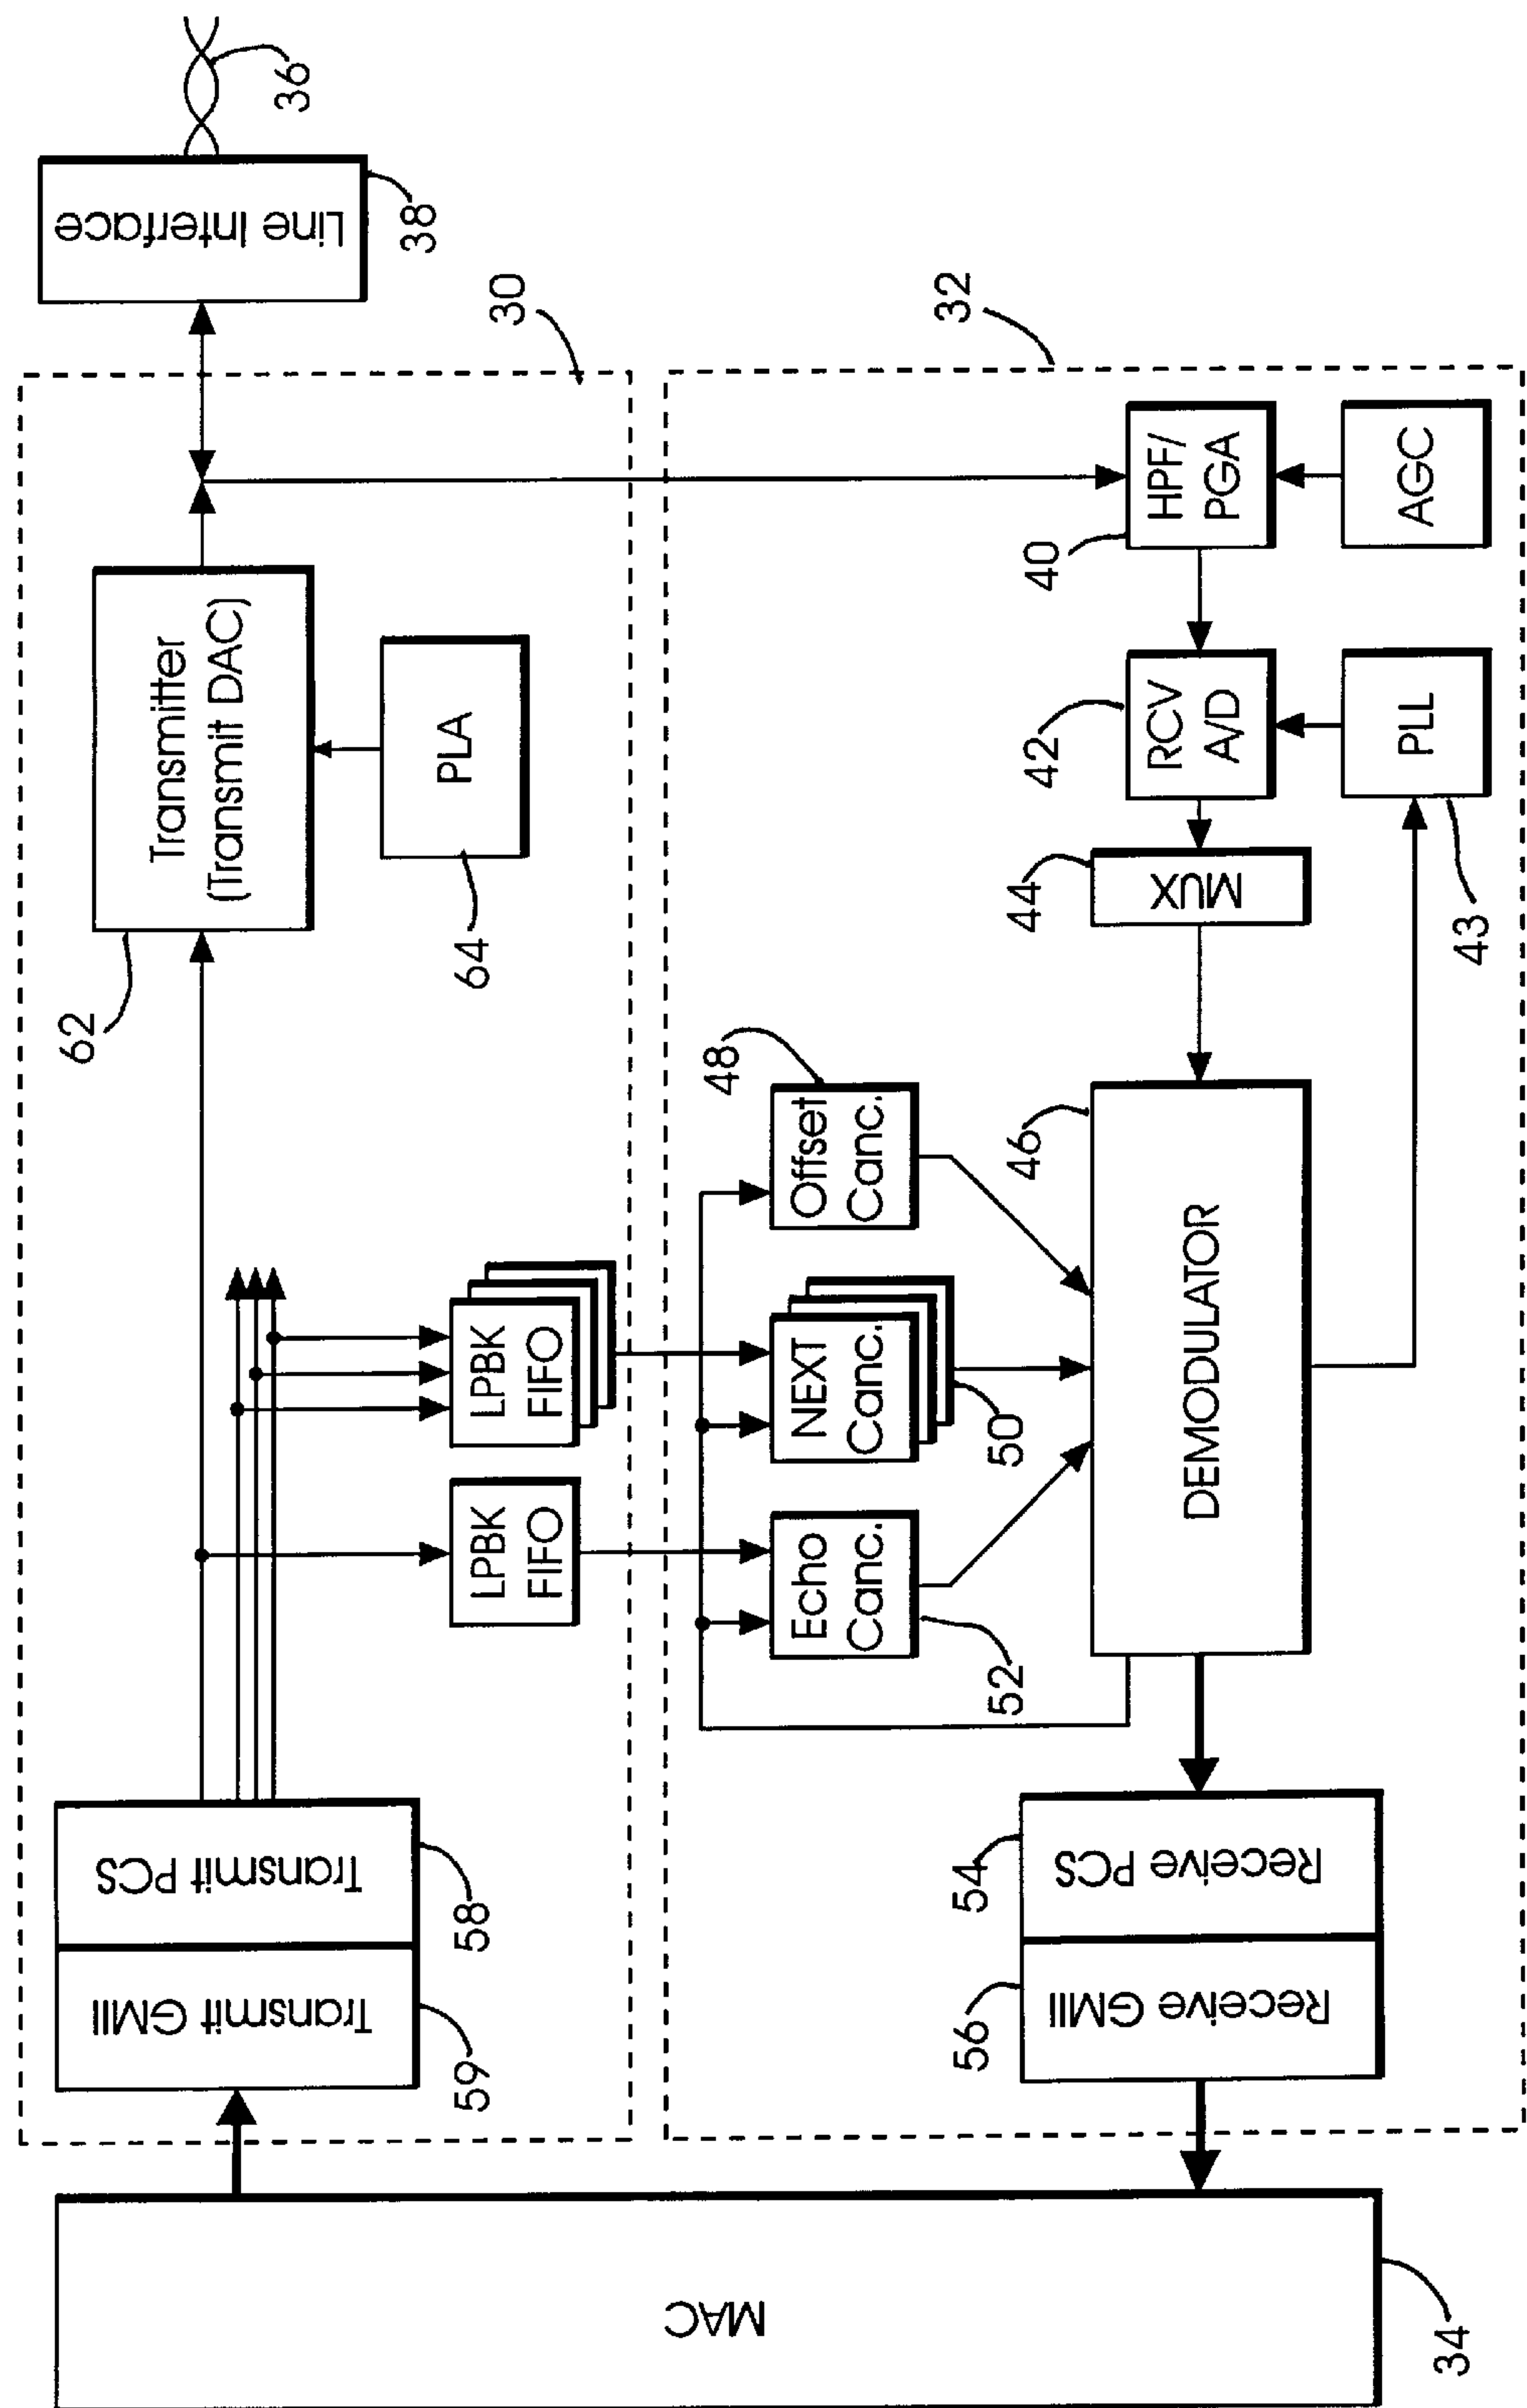 36
Line Interface
38
30
32
Transmitter
(Transmit DAC)
62
PLA
64
HPF/
PGA
40
AGC
RCV
A/D
42
PLL
43
MUX
44
Offset
Canc.
48
DEMODULATOR
46
LPBK
FIFO
NEXT
Canc.
50
LPBK
FIFO
Echo
Canc.
52
Transmit PCS
58
Transmit GMII
59
Receive PCS
54
Receive GMII
56
MAC
34